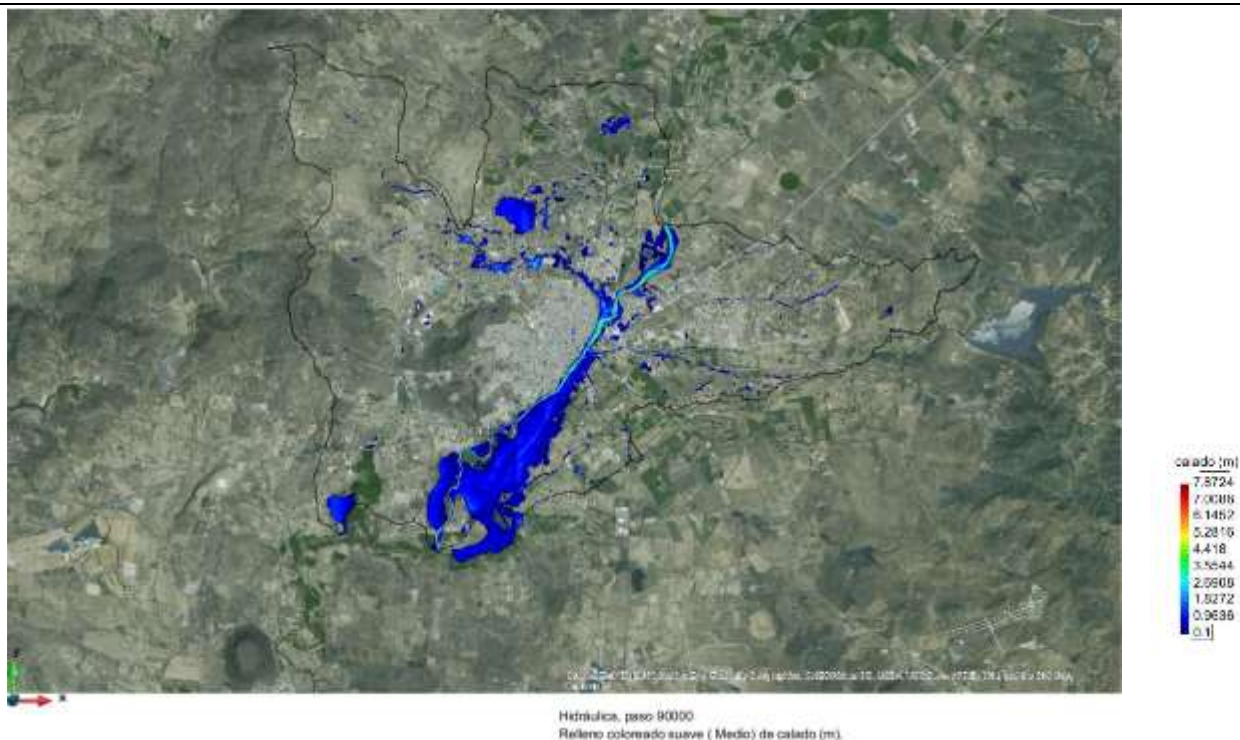 calado (m)
7.8724
7.0088
6.1452
5.2816
4.418
3.5544
2.6908
1.8272
0.9636
0.1
x
Hidráulica, paso 90000
Relleno coloreado suave ( Medio) de calado (m).